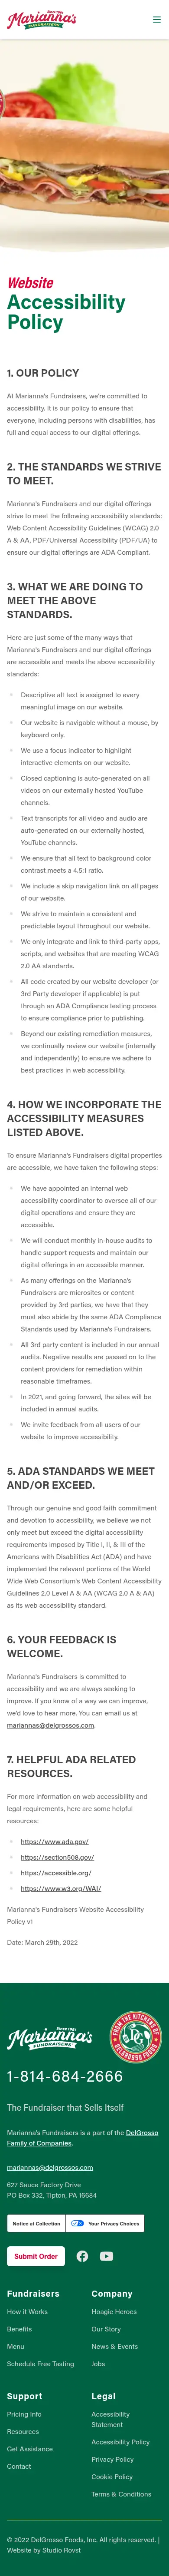 Since 1981
Marianna's
FUNDRAISERS
Website
Accessibility
Policy
1. OUR POLICY
At Marianna's Fundraisers, we're committed to
accessibility. It is our policy to ensure that
everyone, including persons with disabilities, has
full and equal access to our digital offerings.
2. THE STANDARDS WE STRIVE
TO MEET.
Marianna's Fundraisers and our digital offerings
strive to meet the following accessibility standards:
Web Content Accessibility Guidelines (WCAG) 2.0
A & AA, PDF/Universal Accessibility (PDF/UA) to
ensure our digital offerings are ADA Compliant.
3. WHAT WE ARE DOING TO
MEET THE ABOVE
STANDARDS.
Here are just some of the many ways that
Marianna's Fundraisers and our digital offerings
are accessible and meets the above accessibility
standards:
Descriptive alt text is assigned to every
meaningful image on our website.
Our website is navigable without a mouse, by
keyboard only.
We use a focus indicator to highlight
interactive elements on our website.
Closed captioning is auto-generated on all
videos on our externally hosted YouTube
channels.
Text transcripts for all video and audio are
auto-generated on our externally hosted,
YouTube channels.
We ensure that all text to background color
contrast meets a 4.5:1 ratio.
We include a skip navigation link on all pages
of our website.
We strive to maintain a consistent and
predictable layout throughout our website.
We only integrate and link to third-party apps,
scripts, and websites that are meeting WCAG
2.0 AA standards.
All code created by our website developer (or
3rd Party developer if applicable) is put
through an ADA Compliance testing process
to ensure compliance prior to publishing.
Beyond our existing remediation measures,
we continually review our website (internally
and independently) to ensure we adhere to
best practices in web accessibility.
4. HOW WE INCORPORATE THE
ACCESSIBILITY MEASURES
LISTED ABOVE.
To ensure Marianna's Fundraisers digital properties
are accessible, we have taken the following steps:
We have appointed an internal web
accessibility coordinator to oversee all of our
digital operations and ensure they are
accessible.
We will conduct monthly in-house audits to
handle support requests and maintain our
digital offerings in an accessible manner.
As many offerings on the Marianna's
Fundraisers are microsites or content
provided by 3rd parties, we have that they
must also abide by the same ADA Compliance
Standards used by Marianna's Fundraisers.
All 3rd party content is included in our annual
audits. Negative results are passed on to the
content providers for remediation within
reasonable timeframes.
In 2021, and going forward, the sites will be
included in annual audits.
We invite feedback from all users of our
website to improve accessibility.
5. ADA STANDARDS WE MEET
AND/OR EXCEED.
Through our genuine and good faith commitment
and devotion to accessibility, we believe we not
only meet but exceed the digital accessibility
requirements imposed by Title I, II, & III of the
Americans with Disabilities Act (ADA) and have
implemented the relevant portions of the World
Wide Web Consortium's Web Content Accessibility
Guidelines 2.0 Level A & AA (WCAG 2.0 A & AA)
as its web accessibility standard.
6. YOUR FEEDBACK IS
WELCOME.
Marianna's Fundraisers is committed to
accessibility and we are always seeking to
improve. If you know of a way we can improve,
we'd love to hear more. You can email us at
mariannas@delgrossos.com.
7. HELPFUL ADA RELATED
RESOURCES.
For more information on web accessibility and
legal requirements, here are some helpful
resources:
https://www.ada.gov/
https://section508.gov/
https://accessible.org/
https://www.w3.org/WAI/
Marianna's Fundraisers Website Accessibility
Policy v1
Date: March 29th, 2022
Since 1981
Marianna's
FUNDRAISERS
FROM THE KITCHEN OF
DELGROSSO FOODS
1-814-684-2666
The Fundraiser that Sells Itself
Marianna's Fundraisers is a part of the DelGrosso
Family of Companies.
mariannas@delgrossos.com
627 Sauce Factory Drive
PO Box 332, Tipton, PA 16684
Notice at Collection Your Privacy Choices
Submit Order
Fundraisers
How it Works
Benefits
Menu
Schedule Free Tasting
Company
Hoagie Heroes
Our Story
News & Events
Jobs
Support
Pricing Info
Resources
Get Assistance
Contact
Legal
Accessibility
Statement
Accessibility Policy
Privacy Policy
Cookie Policy
Terms & Conditions
© 2022 DelGrosso Foods, Inc. All rights reserved. |
Website by Studio Rovst